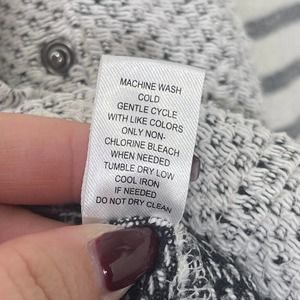 MACHINE WASH
COLD
GENTLE CYCLE
WITH LIKE COLORS
ONLY NON-
CHLORINE BLEACH
WHEN NEEDED
TUMBLE DRY LOW
COOL IRON
IF NEEDED
DO NOT DRY CLEAN